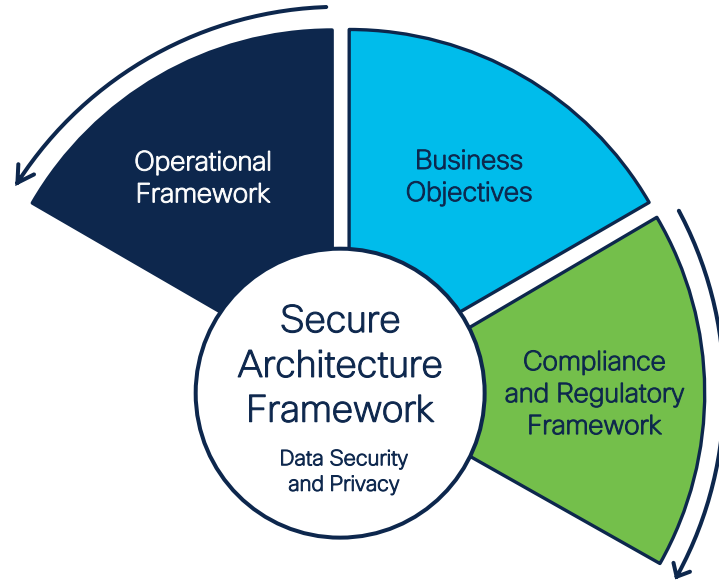 Operational
Framework
Business
Objectives
Secure
Architecture
Framework
Data Security
and Privacy
Compliance
and Regulatory
Framework